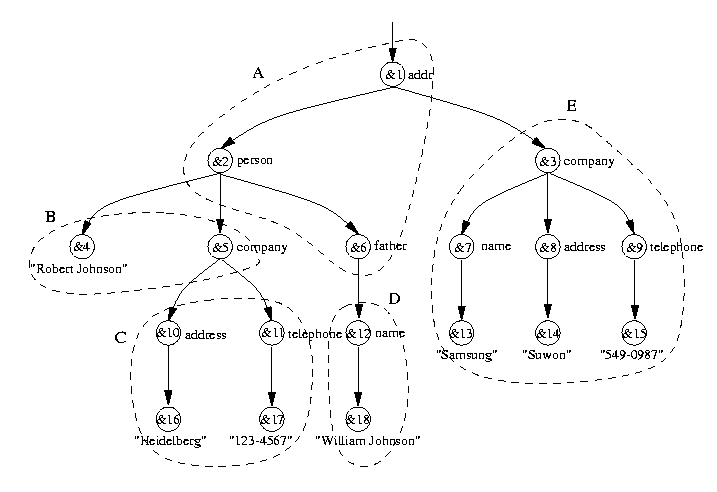 A
&1 addr
E
&2 person
&3 company
B
&4
&5 company
&6 father
&7 name
&8 address
&9 telephone
"Robert Johnson"
D
C
&10 address
&11 telephone
&12 name
&13
&14
&15
"Samsung"
"Suwon"
"549-0987"
&16
&17
&18
"Heidelberg"
"123-4567"
"William Johnson"